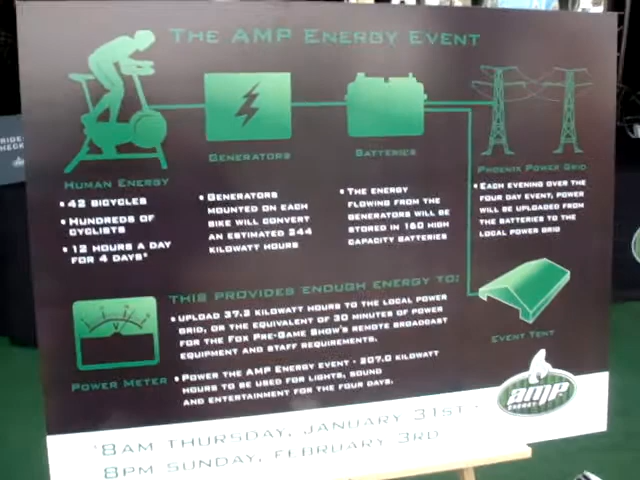 THE AMP ENERGY EVENT
HUMAN ENERGY
• 42 BICYCLES
• HUNDREDS OF
CYCLISTS
• 12 HOURS A DAY
FOR 4 DAYS*
GENERATORS
• GENERATORS
MOUNTED ON EACH
BIKE WILL CONVERT
AN ESTIMATED 244
KILOWATT HOURS
BATTERIES
• THE ENERGY
FLOWING FROM THE
GENERATORS WILL BE
STORED IN 160 HIGH
CAPACITY BATTERIES
PHOENIX POWER GRID
• EACH EVENING OVER THE
FOUR DAY EVENT, POWER
WILL BE UPLOADED FROM
THE BATTERIES TO THE
LOCAL POWER GRID
EVENT TENT
V
POWER METER
THIS PROVIDES ENOUGH ENERGY TO:
• UPLOAD 37.2 KILOWATT HOURS TO THE LOCAL POWER
GRID, OR THE EQUIVALENT OF 30 MINUTES OF POWER
FOR THE FOX PRE-GAME SHOW'S REMOTE BROADCAST
EQUIPMENT AND STAFF REQUIREMENTS.
• POWER THE AMP ENERGY EVENT - 207.0 KILOWATT
HOURS TO BE USED FOR LIGHTS, SOUND
AND ENTERTAINMENT FOR THE FOUR DAYS.
amp
ENERGY
*8AM THURSDAY, JANUARY 31ST -
8PM SUNDAY, FEBRUARY 3RD